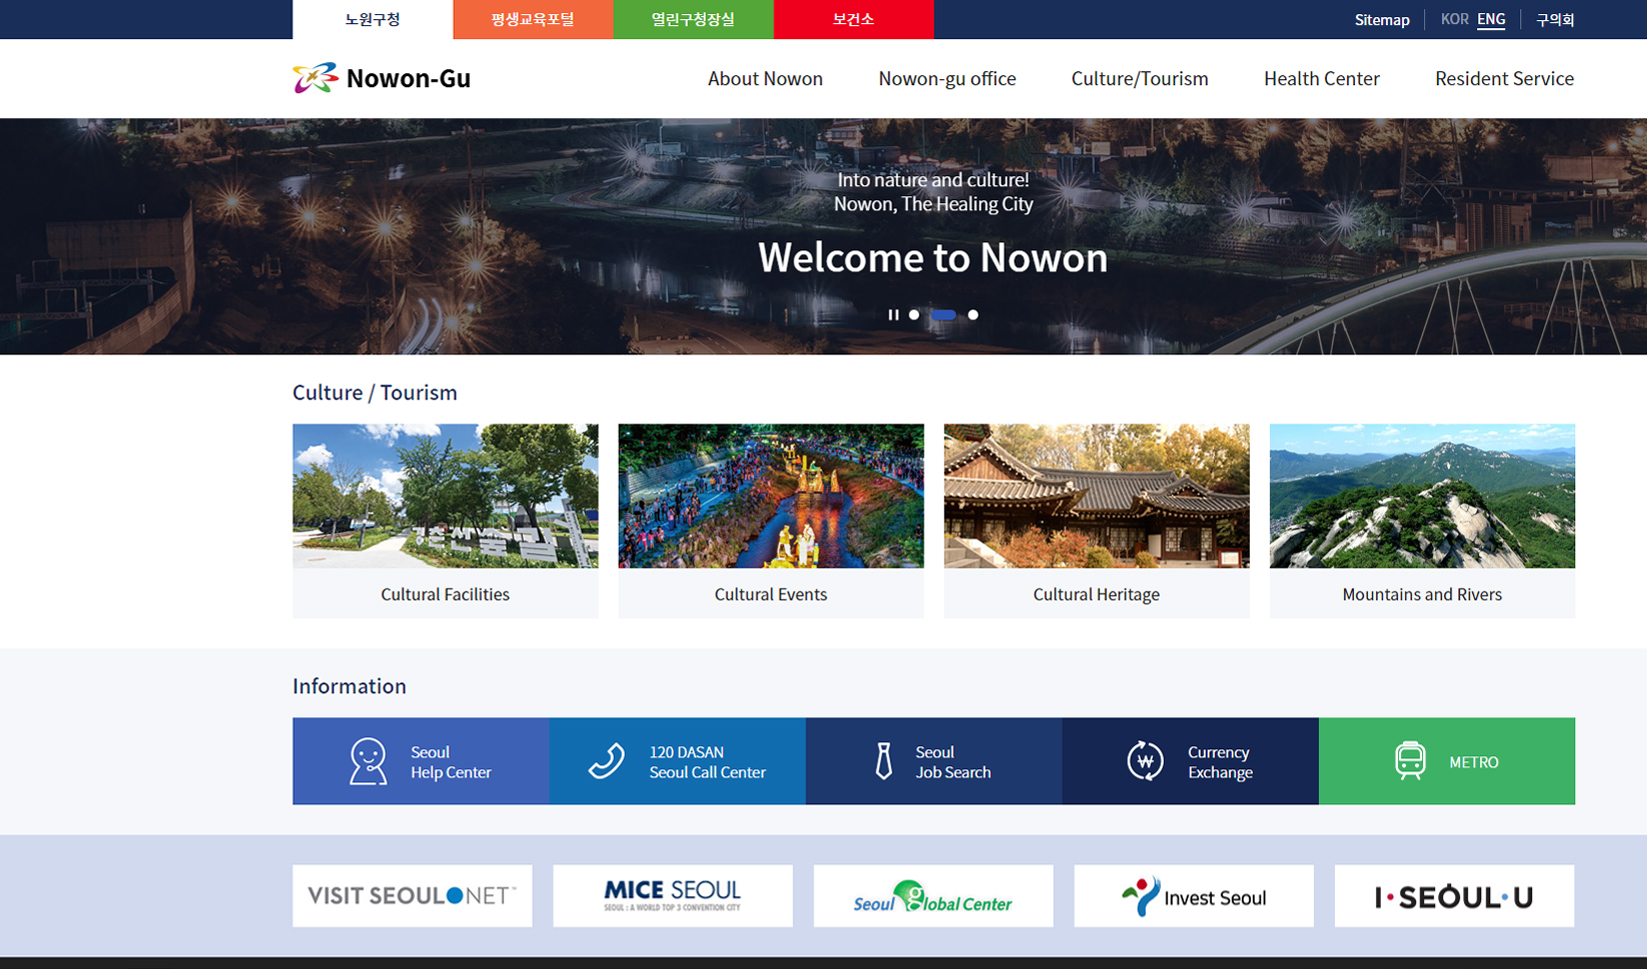 노원구청
평생교육포털
열린구청장실
보건소
Sitemap
KOR ENG
구의회
Nowon-Gu
About Nowon
Nowon-gu office
Culture/Tourism
Health Center
Resident Service
Into nature and culture!
Nowon, The Healing City
Welcome to Nowon
Culture / Tourism
Cultural Facilities
Cultural Events
Cultural Heritage
Mountains and Rivers
Information
Seoul
Help Center
120 DASAN
Seoul Call Center
Seoul
Job Search
Currency
Exchange
METRO
VISIT SEOUL NET™
MICE SEOUL
SEOUL : A WORLD TOP 3 CONVENTION CITY
Seoul global Center
Invest Seoul
I·SEOUL·U